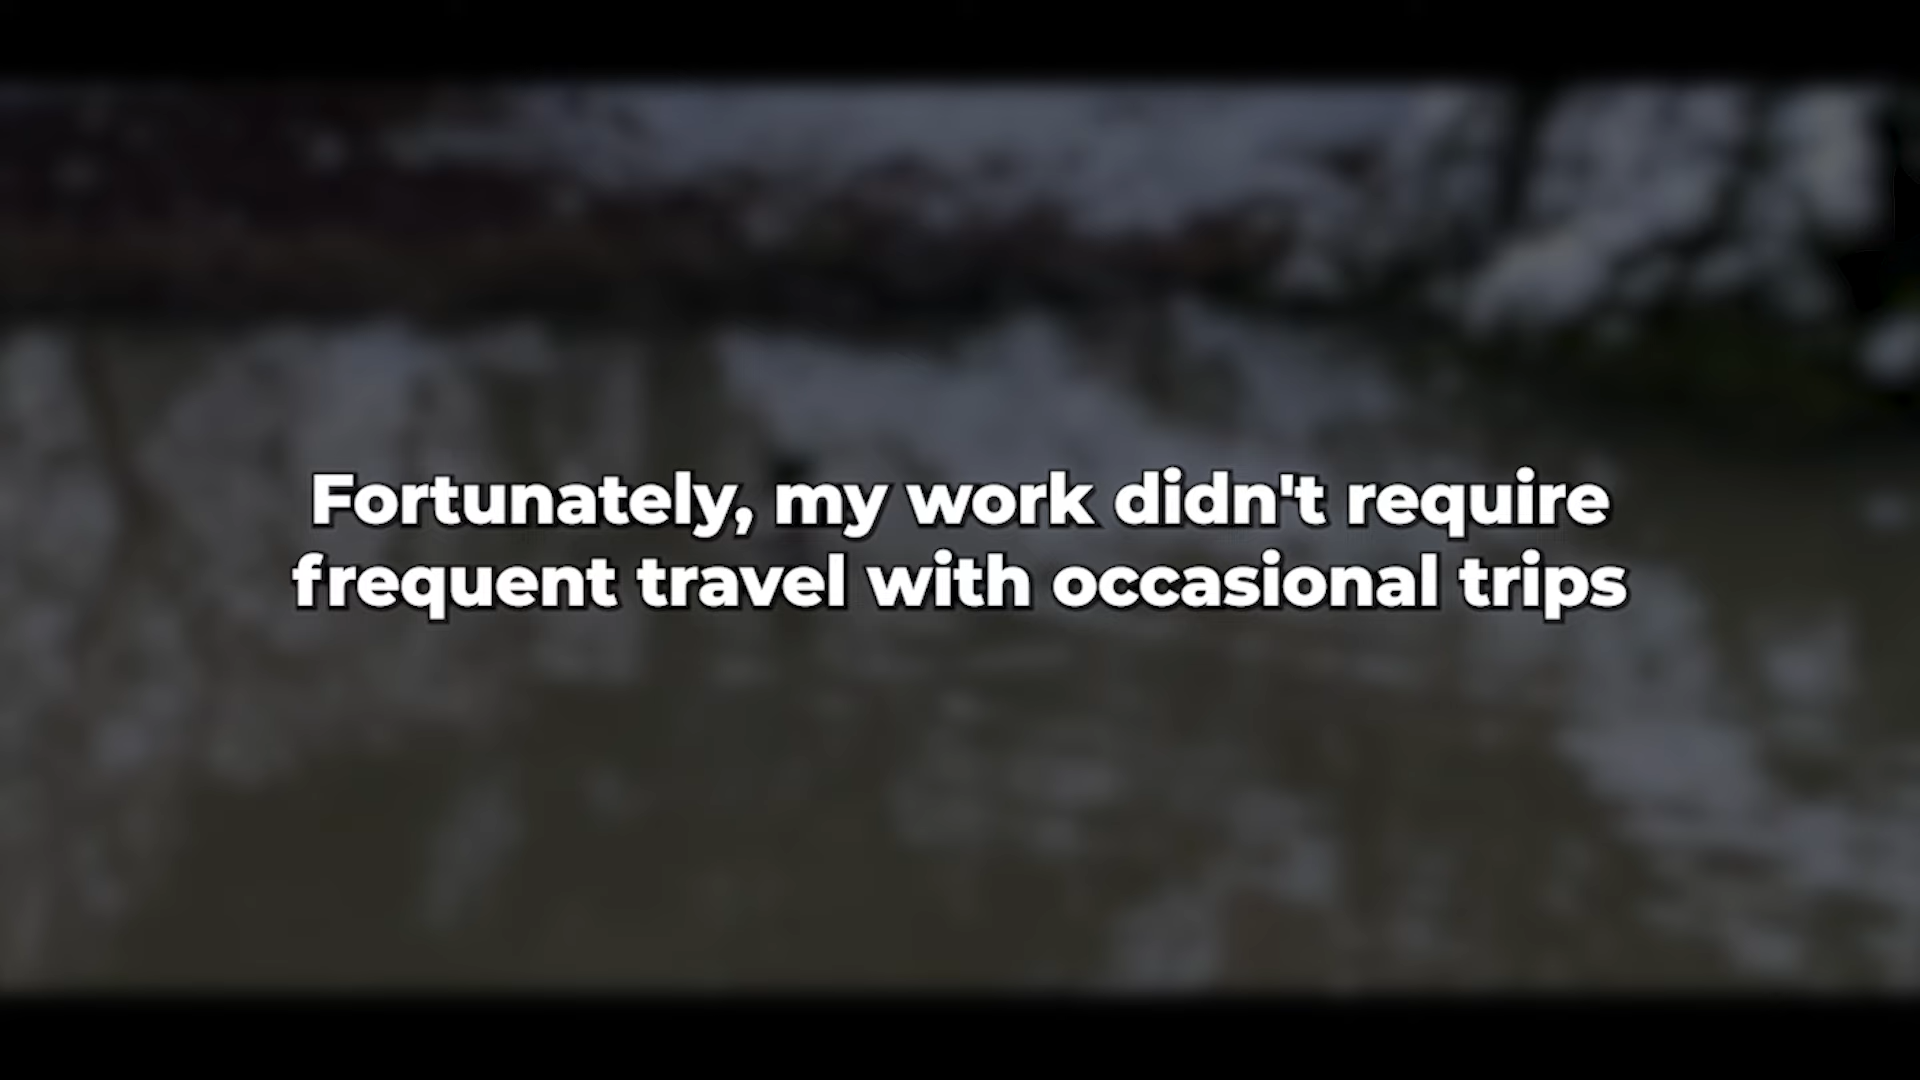 Fortunately, my work didn't require
frequent travel with occasional trips